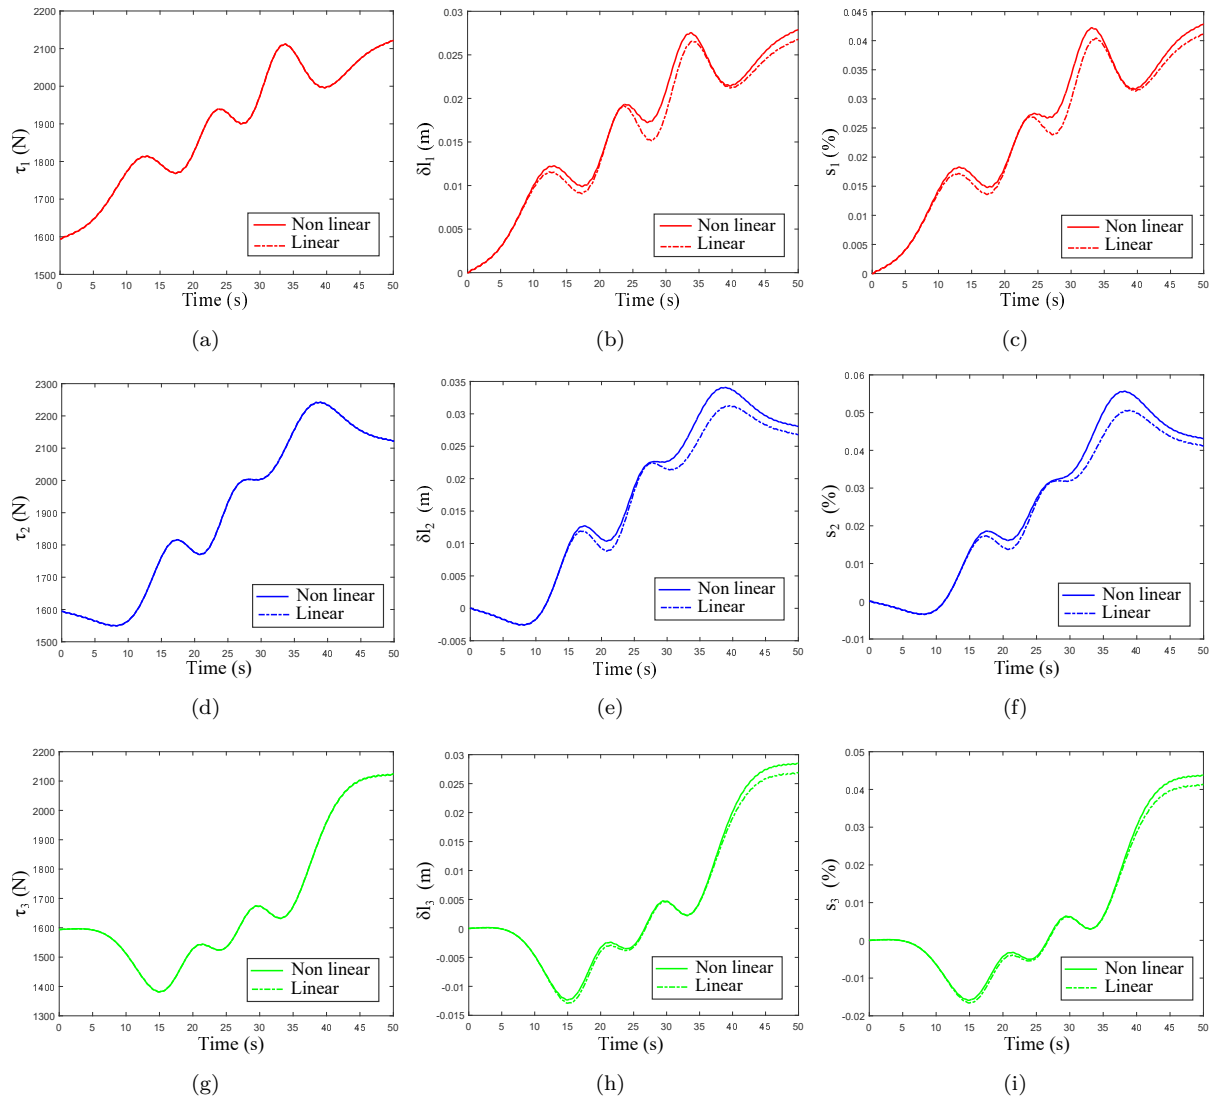 2200
2100
2000
1900
1800
1700
1600
1500
τ1 (N)
Non linear
Linear
0 5 10 15 20 25 30 35 40 45 50
Time (s)
(a)
0.03
0.025
0.02
0.015
0.01
0.005
0
δl1 (m)
Non linear
Linear
0 5 10 15 20 25 30 35 40 45 50
Time (s)
(b)
0.045
0.04
0.035
0.03
0.025
0.02
0.015
0.01
0.005
0
s1 (%)
Non linear
Linear
0 5 10 15 20 25 30 35 40 45 50
Time (s)
(c)
2300
2200
2100
2000
1900
1800
1700
1600
1500
τ2 (N)
Non linear
Linear
0 5 10 15 20 25 30 35 40 45 50
Time (s)
(d)
0.035
0.03
0.025
0.02
0.015
0.01
0.005
0
-0.005
δl2 (m)
Non linear
Linear
0 5 10 15 20 25 30 35 40 45 50
Time (s)
(e)
0.06
0.05
0.04
0.03
0.02
0.01
0
-0.01
s2 (%)
Non linear
Linear
0 5 10 15 20 25 30 35 40 45 50
Time (s)
(f)
2200
2100
2000
1900
1800
1700
1600
1500
1400
1300
τ3 (N)
Non linear
Linear
0 5 10 15 20 25 30 35 40 45 50
Time (s)
(g)
0.03
0.025
0.02
0.015
0.01
0.005
0
-0.005
-0.01
-0.015
δl3 (m)
Non linear
Linear
0 5 10 15 20 25 30 35 40 45 50
Time (s)
(h)
0.05
0.04
0.03
0.02
0.01
0
-0.01
-0.02
s3 (%)
Non linear
Linear
0 5 10 15 20 25 30 35 40 45 50
Time (s)
(i)